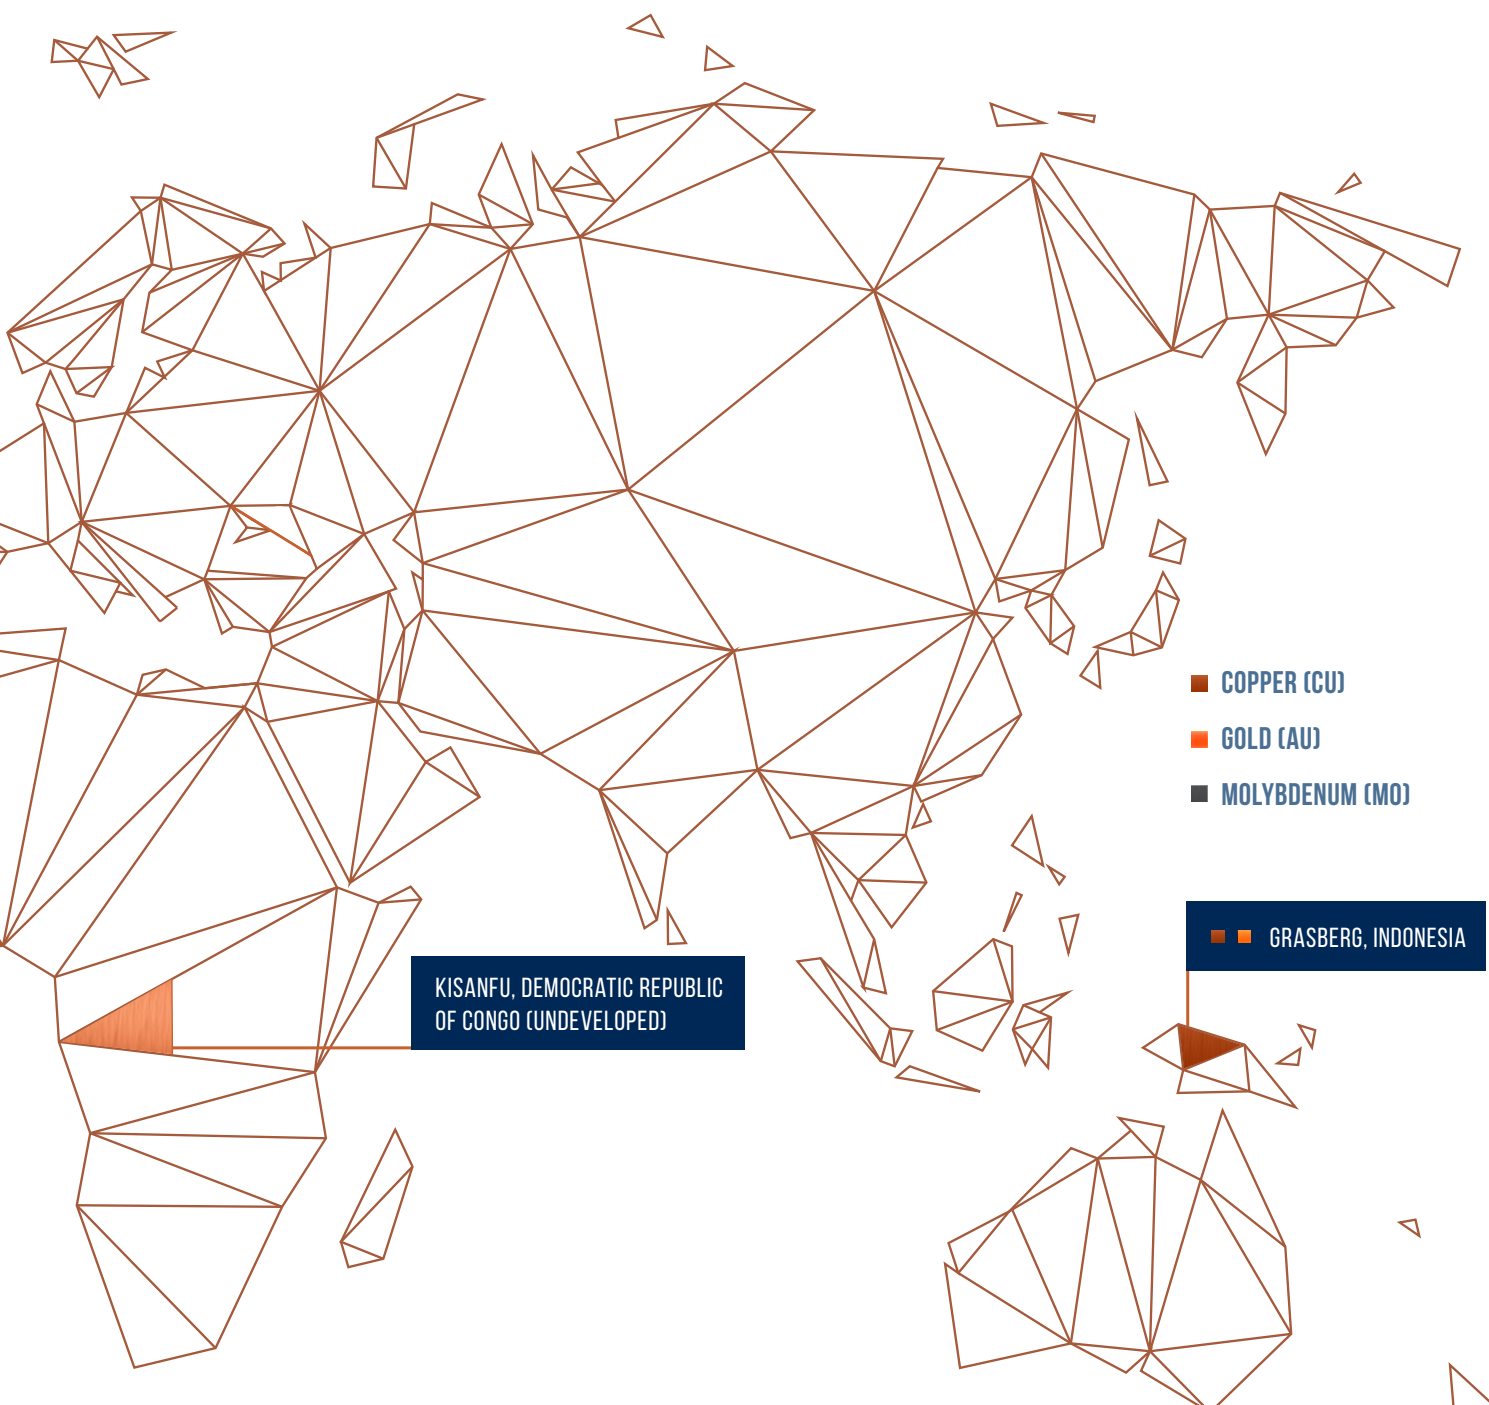 COPPER (CU)
GOLD (AU)
MOLYBDENUM (MO)
GRASBERG, INDONESIA
KISANFU, DEMOCRATIC REPUBLIC
OF CONGO (UNDEVELOPED)